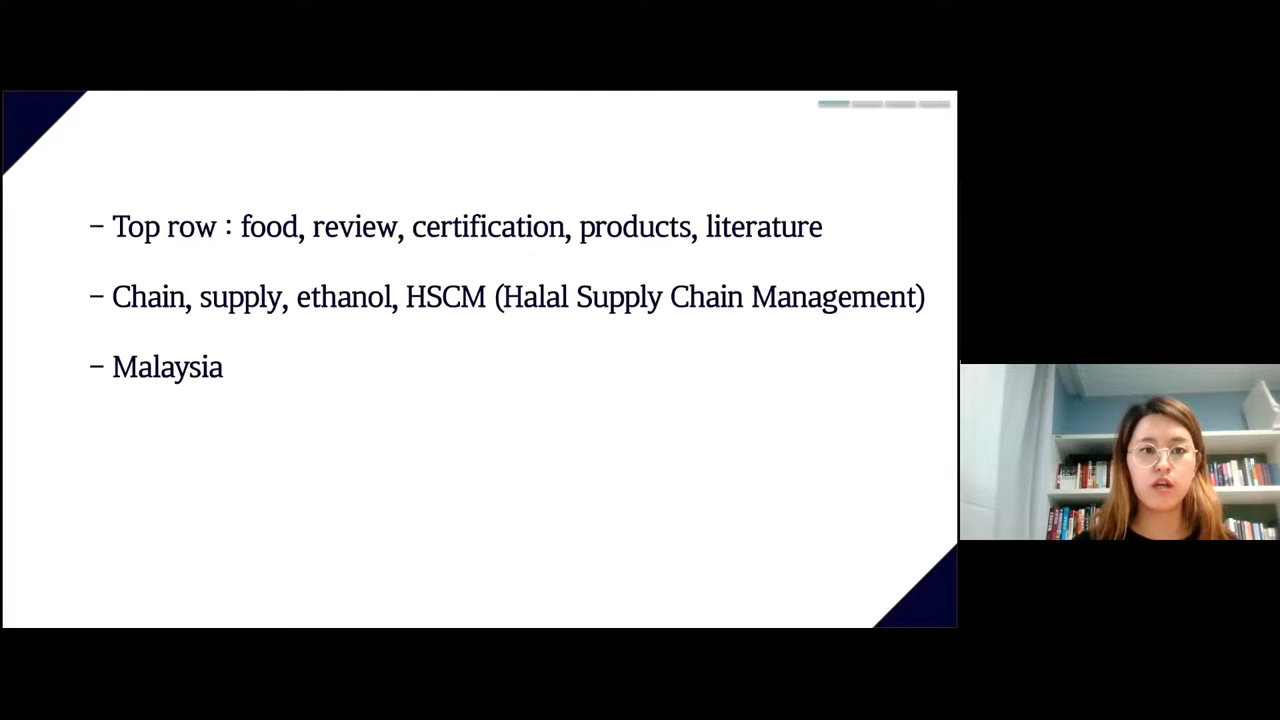 – Top row : food, review, certification, products, literature
– Chain, supply, ethanol, HSCM (Halal Supply Chain Management)
– Malaysia